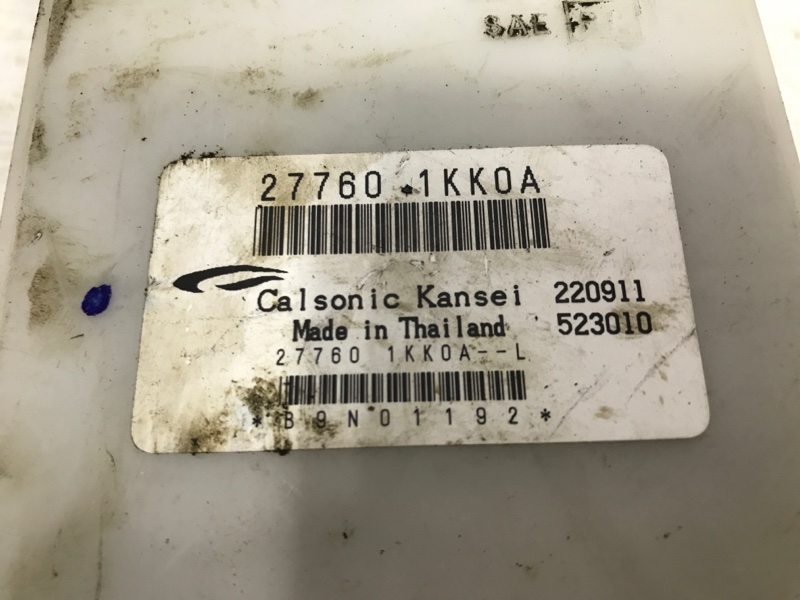 SAE
27760 1KK0A
Calsonic Kansei 220911
Made in Thailand 523010
27760 1KK0A--L
*B9N01192*